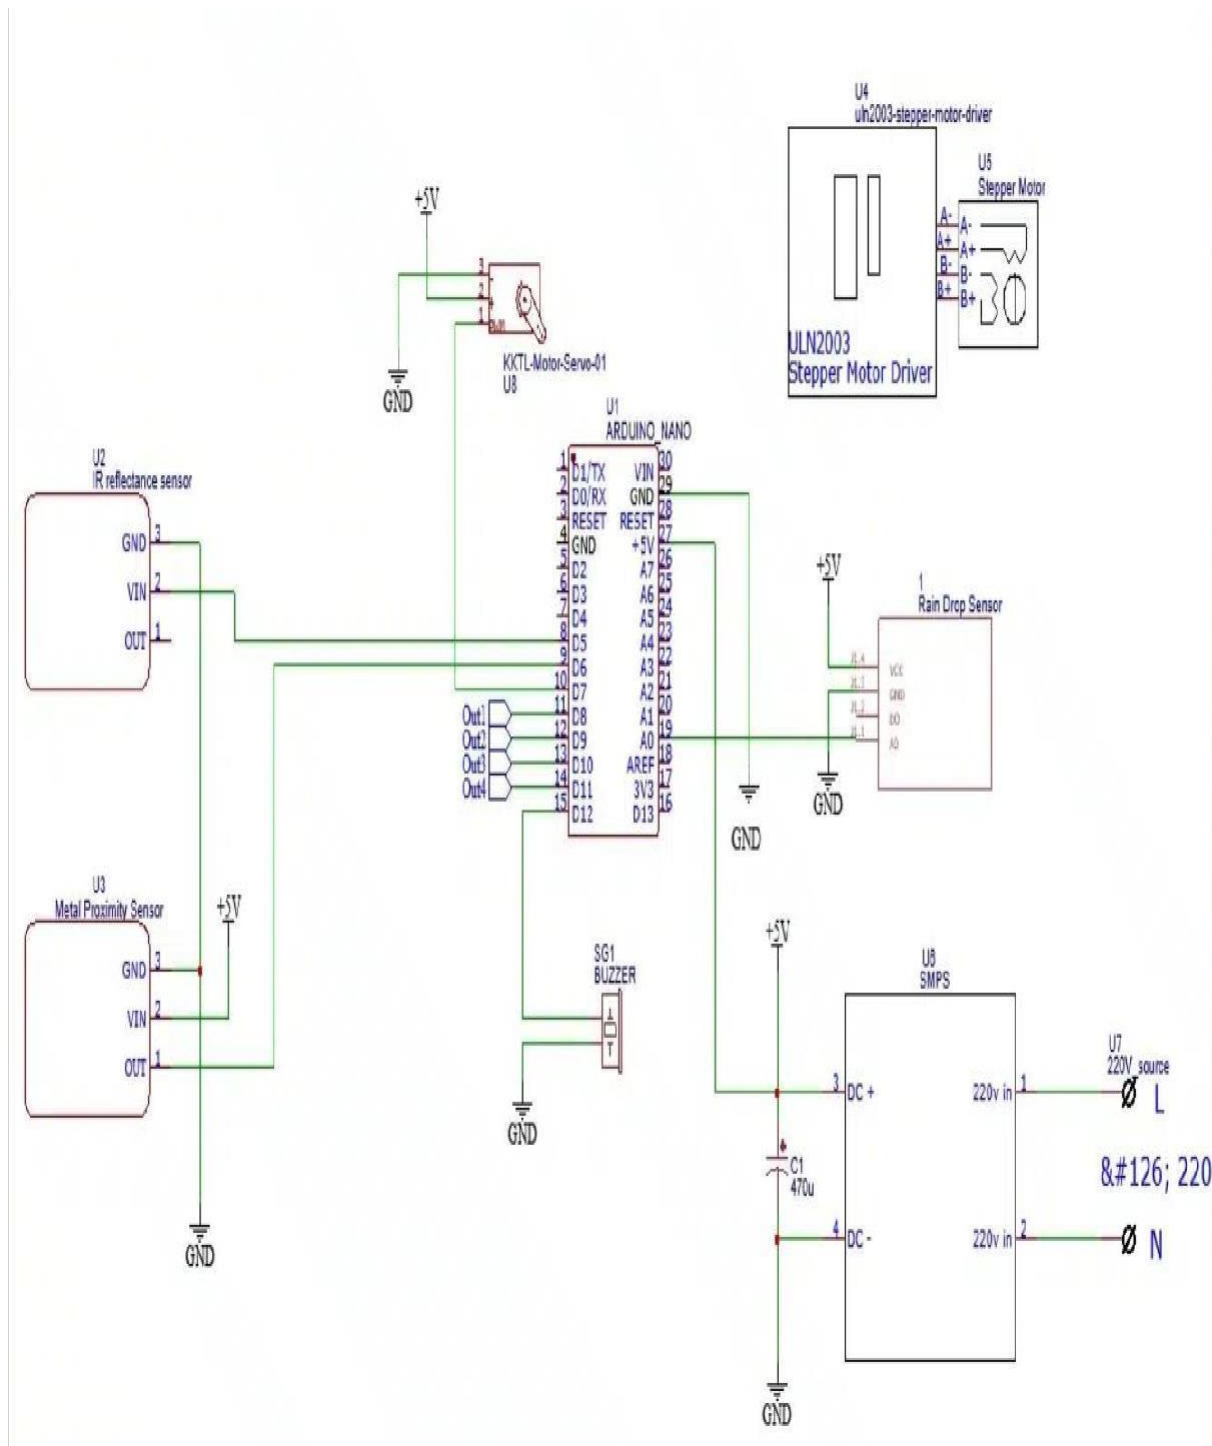 U4
uln2003-stepper-motor-driver
U5
Stepper Motor
A- A-
A+ A+
B- B-
B+ B+
ULN2003
Stepper Motor Driver
+5V
3 -
2 +
1
KKTL-Motor-Servo-01
U8
GND
U1
ARDUINO_NANO
1 D1/TX VIN 30
2 D0/RX GND 29
3 RESET RESET 28
4 GND +5V 27
5 D2 A7 26
6 D3 A6 25
7 D4 A5 24
8 D5 A4 23
9 D6 A3 22
10 D7 A2 21
Out1 11 D8 A1 20
Out2 12 D9 A0 19
Out3 13 D10 AREF 18
Out4 14 D11 3V3 17
15 D12 D13 16
GND
U2
IR reflectance sensor
GND 3
VIN 2
OUT 1
+5V
1
Rain Drop Sensor
J1.4 VCC
GND
DO
J1.1 AO
GND
U3
Metal Proximity Sensor
+5V
GND 3
VIN 2
OUT 1
GND
SG1
BUZZER
GND
+5V
U6
SMPS
3 DC + 220v in 1
4 DC - 220v in 2
C1
470u
GND
U7
220V_source
L
&#126; 220
N